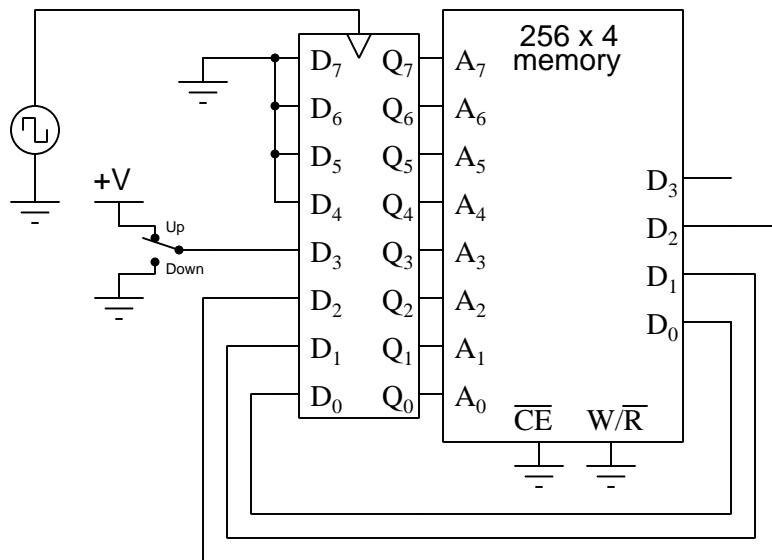 256 x 4
memory
D7 Q7 A7
D6 Q6 A6
D5 Q5 A5
D4 Q4 A4
D3 Q3 A3
D2 Q2 A2
D1 Q1 A1
D0 Q0 A0
D3
D2
D1
D0
+V
Up
Down
C̅E̅ W/R̅